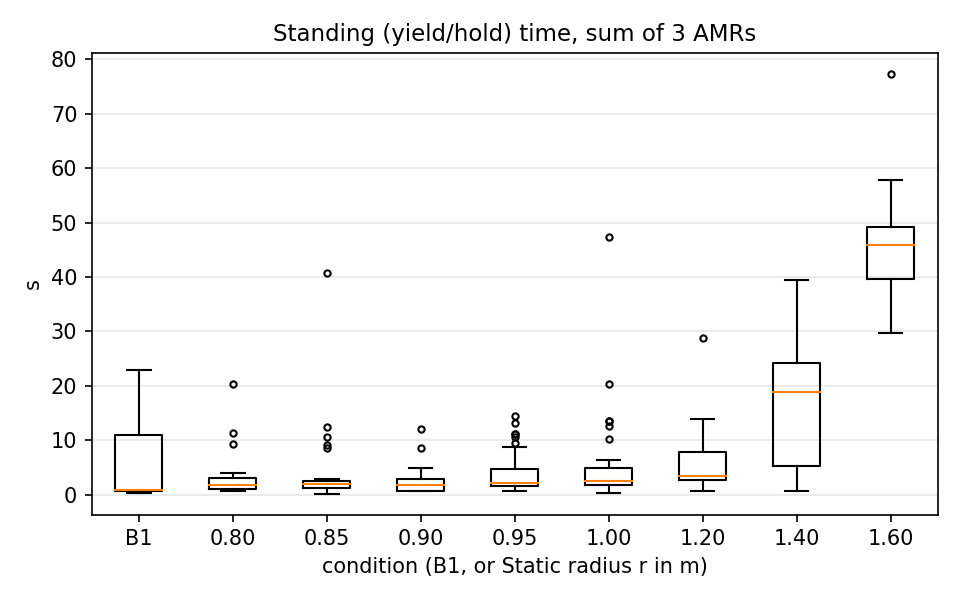 Standing (yield/hold) time, sum of 3 AMRs
80
70
60
50
40
30
20
10
0
s
B1 0.80 0.85 0.90 0.95 1.00 1.20 1.40 1.60
condition (B1, or Static radius r in m)